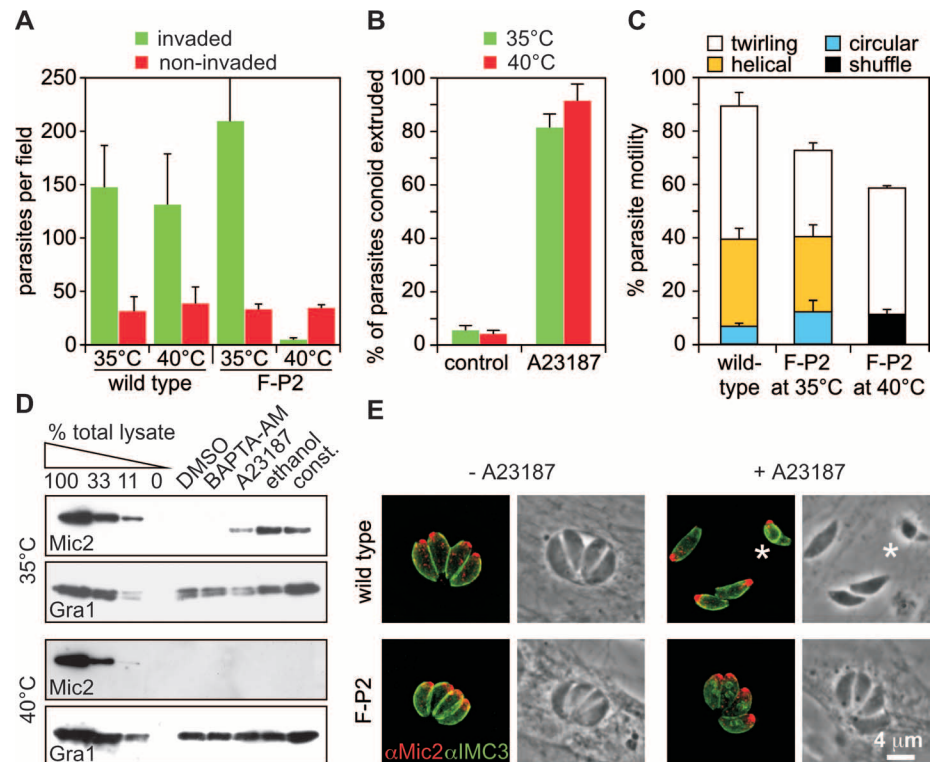 A
invaded
non-invaded
parasites per field
250
200
150
100
50
0
35°C 40°C 35°C 40°C
wild type F-P2
B
35°C
40°C
% of parasites conoid extruded
100
80
60
40
20
0
control A23187
C
twirling circular
helical shuffle
% parasite motility
100
80
60
40
20
0
wild-type F-P2 at 35°C F-P2 at 40°C
D
% total lysate
100 33 11 0
DMSO
BAPTA-AM
A23187
ethanol
const.
35°C
Mic2
Gra1
40°C
Mic2
Gra1
E
- A23187 + A23187
wild type
*
*
F-P2
αMic2αIMC3
4 μm